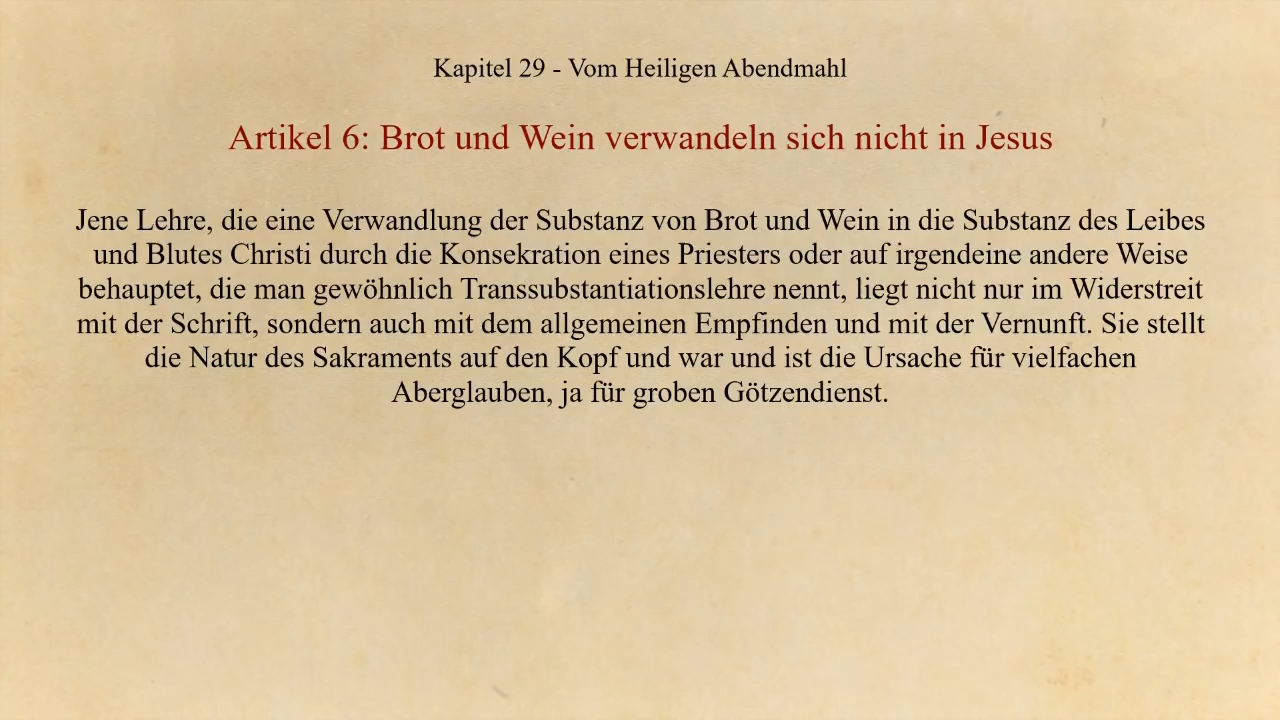 Kapitel 29 - Vom Heiligen Abendmahl
Artikel 6: Brot und Wein verwandeln sich nicht in Jesus
Jene Lehre, die eine Verwandlung der Substanz von Brot und Wein in die Substanz des Leibes
und Blutes Christi durch die Konsekration eines Priesters oder auf irgendeine andere Weise
behauptet, die man gewöhnlich Transsubstantiationslehre nennt, liegt nicht nur im Widerstreit
mit der Schrift, sondern auch mit dem allgemeinen Empfinden und mit der Vernunft. Sie stellt
die Natur des Sakraments auf den Kopf und war und ist die Ursache für vielfachen
Aberglauben, ja für groben Götzendienst.